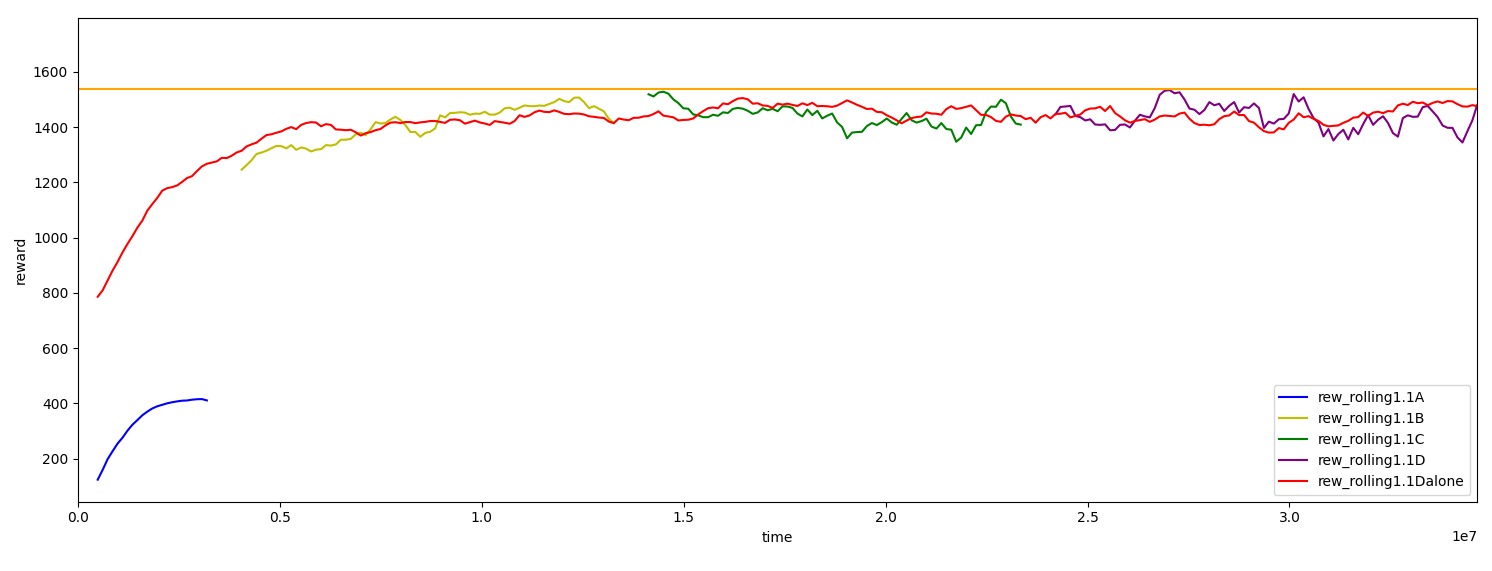 1600
1400
1200
1000
800
600
400
200
reward
0.0 0.5 1.0 1.5 2.0 2.5 3.0
1e7
time
rew_rolling1.1A
rew_rolling1.1B
rew_rolling1.1C
rew_rolling1.1D
rew_rolling1.1Dalone